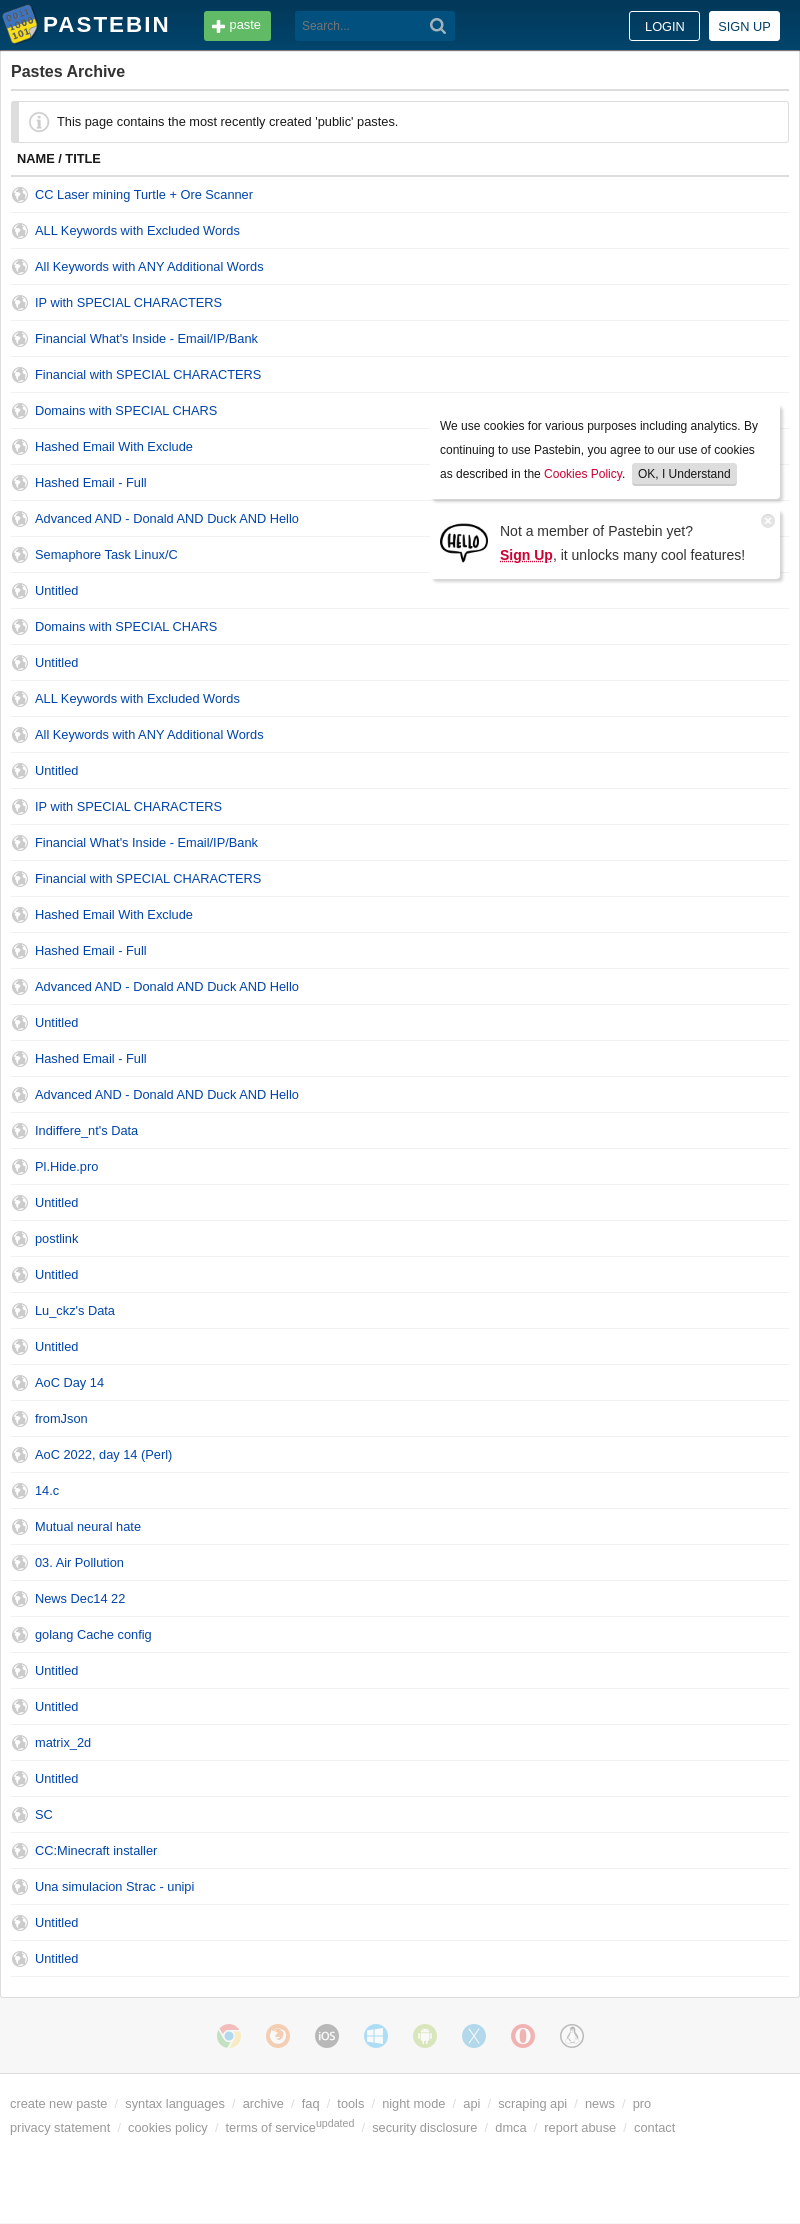 PASTEBIN
paste
Search...
LOGIN
SIGN UP
Pastes Archive
This page contains the most recently created 'public' pastes.
NAME / TITLE
CC Laser mining Turtle + Ore Scanner
ALL Keywords with Excluded Words
All Keywords with ANY Additional Words
IP with SPECIAL CHARACTERS
Financial What's Inside - Email/IP/Bank
Financial with SPECIAL CHARACTERS
Domains with SPECIAL CHARS
Hashed Email With Exclude
Hashed Email - Full
Advanced AND - Donald AND Duck AND Hello
Semaphore Task Linux/C
Untitled
Domains with SPECIAL CHARS
Untitled
ALL Keywords with Excluded Words
All Keywords with ANY Additional Words
Untitled
IP with SPECIAL CHARACTERS
Financial What's Inside - Email/IP/Bank
Financial with SPECIAL CHARACTERS
Hashed Email With Exclude
Hashed Email - Full
Advanced AND - Donald AND Duck AND Hello
Untitled
Hashed Email - Full
Advanced AND - Donald AND Duck AND Hello
Indiffere_nt's Data
Pl.Hide.pro
Untitled
postlink
Untitled
Lu_ckz's Data
Untitled
AoC Day 14
fromJson
AoC 2022, day 14 (Perl)
14.c
Mutual neural hate
03. Air Pollution
News Dec14 22
golang Cache config
Untitled
Untitled
matrix_2d
Untitled
SC
CC:Minecraft installer
Una simulacion Strac - unipi
Untitled
Untitled
We use cookies for various purposes including analytics. By
continuing to use Pastebin, you agree to our use of cookies
as described in the Cookies Policy. OK, I Understand
HELLO
Not a member of Pastebin yet?
Sign Up, it unlocks many cool features!
iOS
create new paste / syntax languages / archive / faq / tools / night mode / api / scraping api / news / pro
privacy statement / cookies policy / terms of serviceupdated / security disclosure / dmca / report abuse / contact